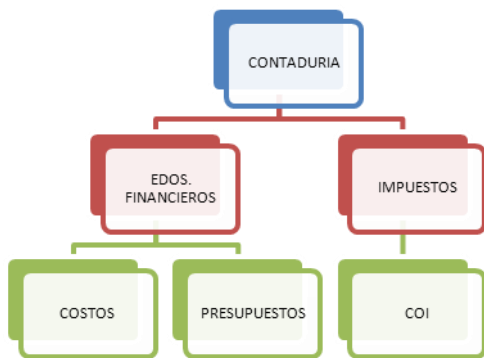 CONTADURIA
EDOS.
FINANCIEROS
IMPUESTOS
COSTOS
PRESUPUESTOS
COI